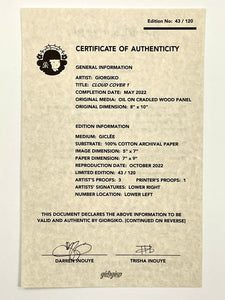 Edition No: 43 / 120
CERTIFICATE OF AUTHENTICITY
GENERAL INFORMATION
ARTIST: GIORGIKO
TITLE: CLOUD COVER 1
COMPLETION DATE: MAY 2022
ORIGINAL MEDIA: OIL ON CRADLED WOOD PANEL
ORIGINAL DIMENSION: 8" x 10"
EDITION INFORMATION
MEDIUM: GICLÉE
SUBSTRATE: 100% COTTON ARCHIVAL PAPER
IMAGE DIMENSION: 5" x 7"
PAPER DIMENSION: 7" x 9"
REPRODUCTION DATE: OCTOBER 2022
LIMITED EDITION: 43 / 120
ARTIST'S PROOFS: 3 PRINTER'S PROOFS: 1
ARTISTS' SIGNATURES: LOWER RIGHT
NUMBER LOCATION: LOWER LEFT
THIS DOCUMENT DECLARES THE ABOVE INFORMATION TO BE
VALID AND AUTHENTIC BY GIORGIKO. [CONTINUED ON REVERSE]
DARREN INOUYE TRISHA INOUYE
giorgiko